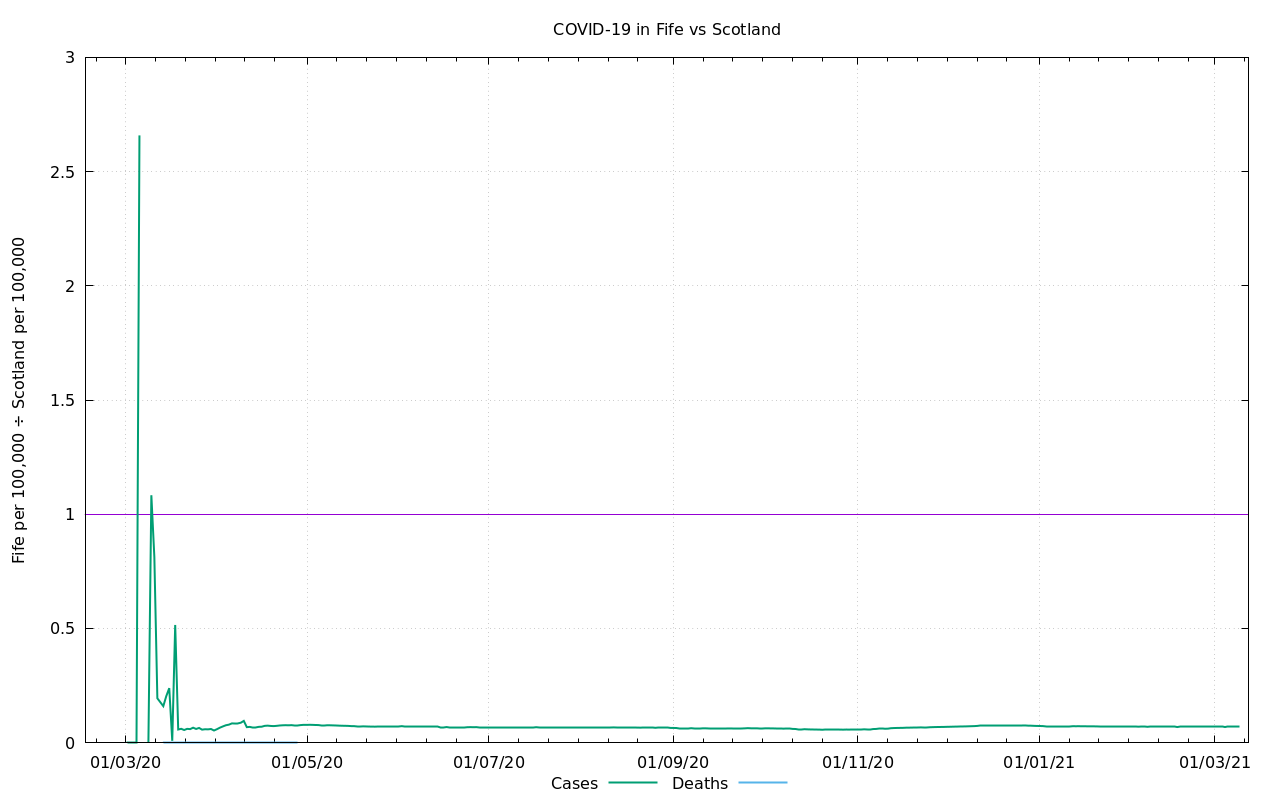 COVID-19 in Fife vs Scotland
Fife per 100,000 ÷ Scotland per 100,000
3
2.5
2
1.5
1
0.5
0
01/03/20 01/05/20 01/07/20 01/09/20 01/11/20 01/01/21 01/03/21
Cases Deaths